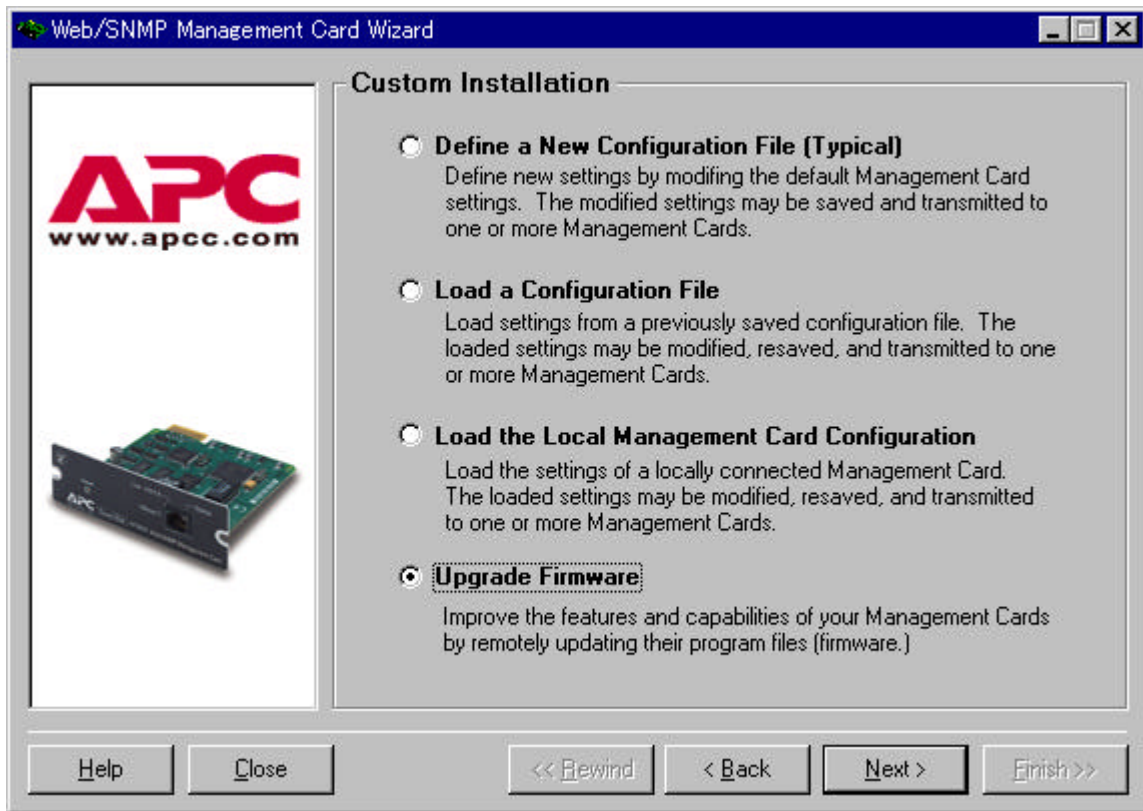 Web/SNMP Management Card Wizard
Custom Installation
APC
www.apcc.com
Define a New Configuration File (Typical)
Define new settings by modifing the default Management Card
settings. The modified settings may be saved and transmitted to
one or more Management Cards.
Load a Configuration File
Load settings from a previously saved configuration file. The
loaded settings may be modified, resaved, and transmitted to one
or more Management Cards.
Load the Local Management Card Configuration
Load the settings of a locally connected Management Card.
The loaded settings may be modified, resaved, and transmitted
to one or more Management Cards.
APC
Upgrade Firmware
Improve the features and capabilities of your Management Cards
by remotely updating their program files (firmware.)
Help
Close
<< Rewind
< Back
Next >
Finish >>